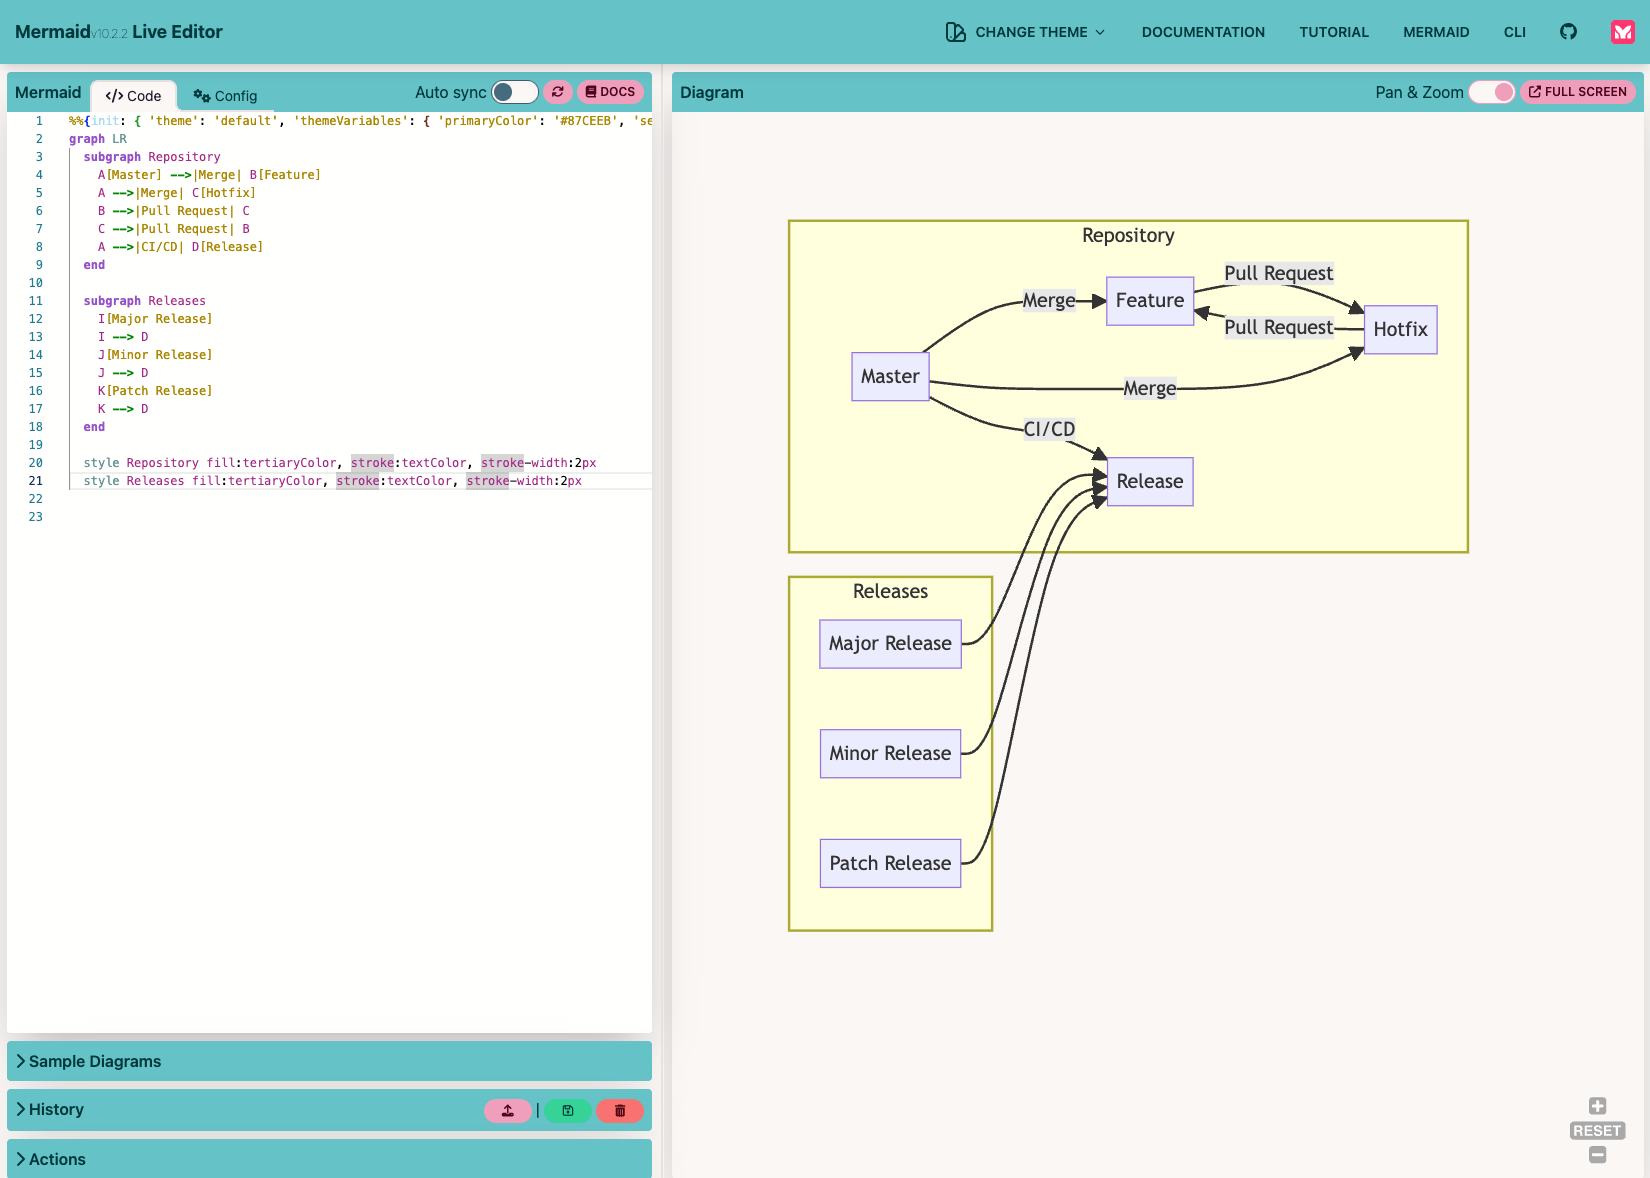 Mermaid v10.2.2 Live Editor
CHANGE THEME
DOCUMENTATION
TUTORIAL
MERMAID
CLI
Mermaid
</> Code
Config
Auto sync
DOCS
1 %%{init: { 'theme': 'default', 'themeVariables': { 'primaryColor': '#87CEEB', 'se
2 graph LR
3 subgraph Repository
4 A[Master] -->|Merge| B[Feature]
5 A -->|Merge| C[Hotfix]
6 B -->|Pull Request| C
7 C -->|Pull Request| B
8 A -->|CI/CD| D[Release]
9 end
10
11 subgraph Releases
12 I[Major Release]
13 I --> D
14 J[Minor Release]
15 J --> D
16 K[Patch Release]
17 K --> D
18 end
19
20 style Repository fill:tertiaryColor, stroke:textColor, stroke-width:2px
21 style Releases fill:tertiaryColor, stroke:textColor, stroke-width:2px
22
23
Sample Diagrams
History
|
Actions
Diagram
Pan & Zoom
FULL SCREEN
Repository
Pull Request
Merge
Feature
Pull Request
Hotfix
Master
Merge
CI/CD
Release
Releases
Major Release
Minor Release
Patch Release
RESET